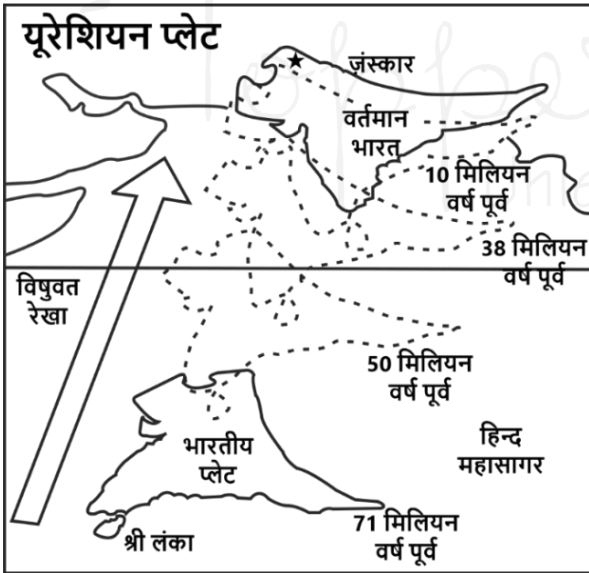 यूरेशियन प्लेट
ज़ंस्कार
वर्तमान
भारत
10 मिलियन
वर्ष पूर्व
38 मिलियन
वर्ष पूर्व
विषुवत
रेखा
50 मिलियन
वर्ष पूर्व
हिन्द
महासागर
भारतीय
प्लेट
71 मिलियन
वर्ष पूर्व
श्री लंका